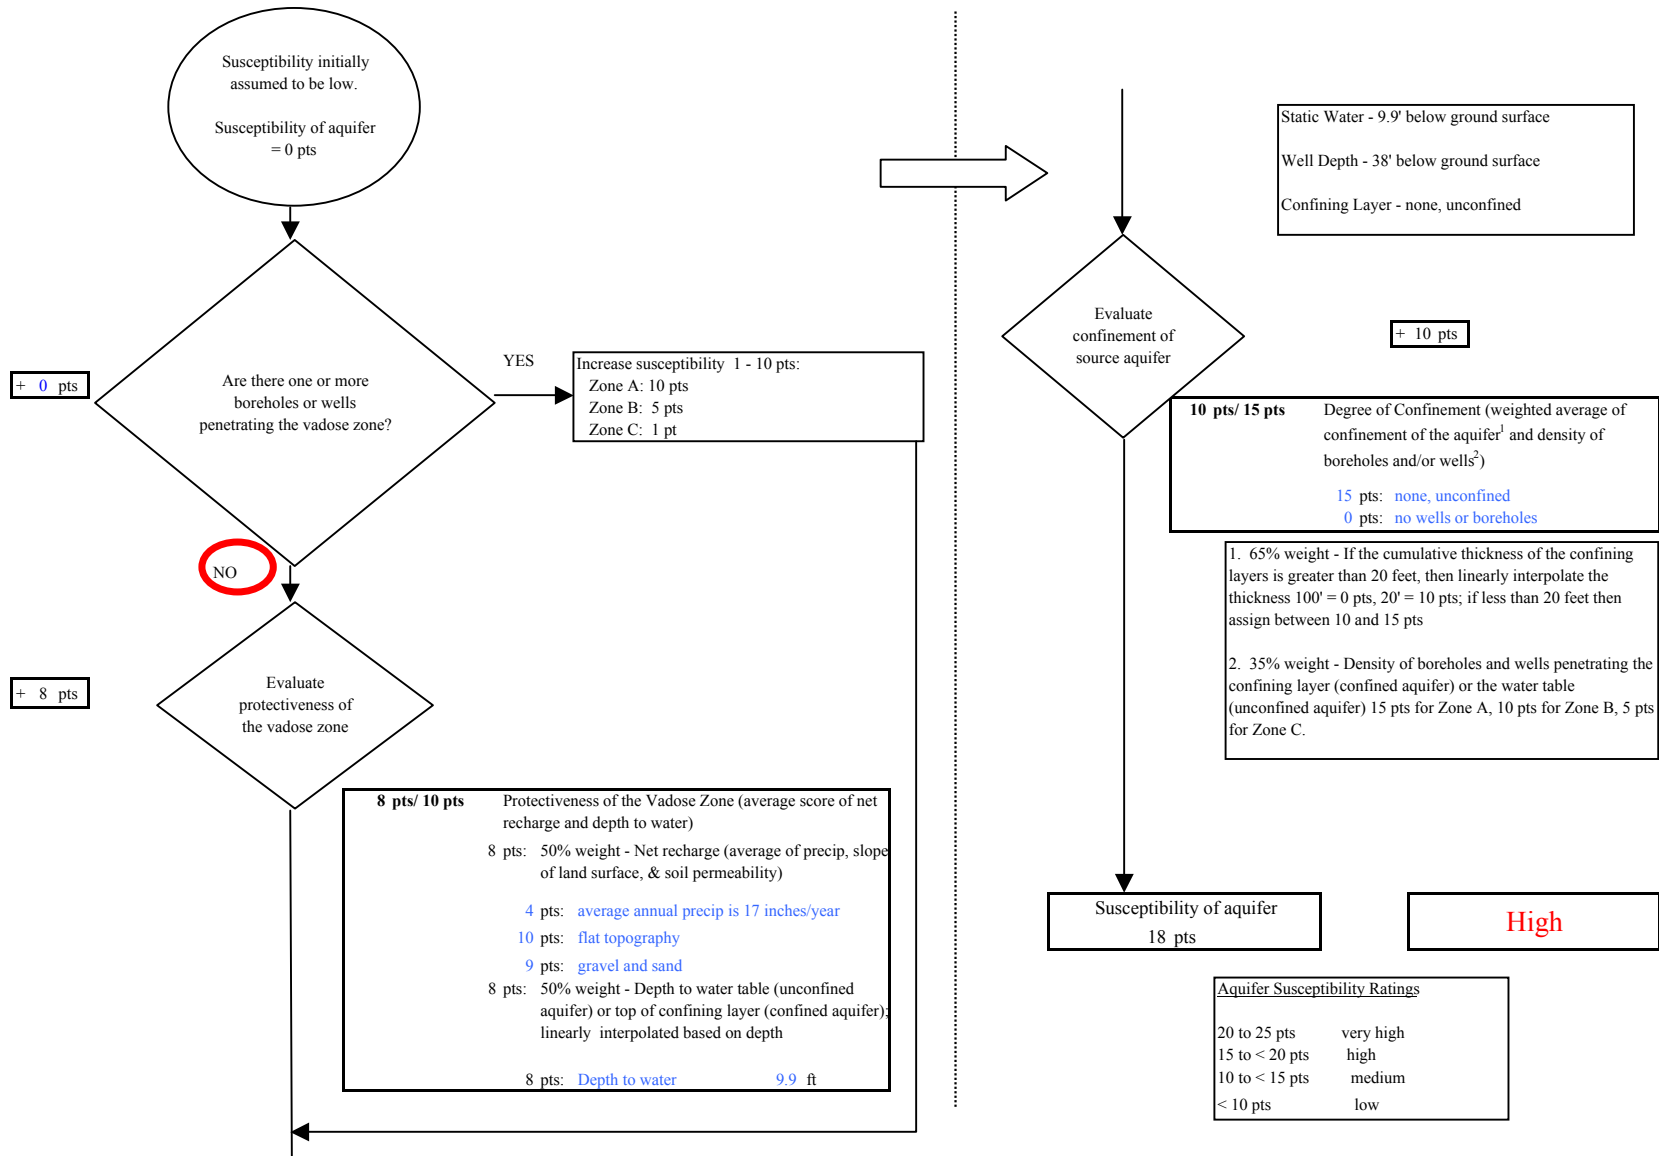 Susceptibility initially
assumed to be low.
Susceptibility of aquifer
= 0 pts
+ 0 pts
Are there one or more
boreholes or wells
penetrating the vadose zone?
YES
Increase susceptibility 1 - 10 pts:
Zone A: 10 pts
Zone B: 5 pts
Zone C: 1 pt
NO
+ 8 pts
Evaluate
protectiveness of
the vadose zone
8 pts/ 10 pts
Protectiveness of the Vadose Zone (average score of net
recharge and depth to water)
8 pts: 50% weight - Net recharge (average of precip, slope
of land surface, & soil permeability)
4 pts: average annual precip is 17 inches/year
10 pts: flat topography
9 pts: gravel and sand
8 pts: 50% weight - Depth to water table (unconfined
aquifer) or top of confining layer (confined aquifer);
linearly interpolated based on depth
8 pts: Depth to water 9.9 ft
Static Water - 9.9' below ground surface
Well Depth - 38' below ground surface
Confining Layer - none, unconfined
Evaluate
confinement of
source aquifer
+ 10 pts
10 pts/ 15 pts
Degree of Confinement (weighted average of
confinement of the aquifer1 and density of
boreholes and/or wells2)
15 pts: none, unconfined
0 pts: no wells or boreholes
1. 65% weight - If the cumulative thickness of the confining
layers is greater than 20 feet, then linearly interpolate the
thickness 100' = 0 pts, 20' = 10 pts; if less than 20 feet then
assign between 10 and 15 pts
2. 35% weight - Density of boreholes and wells penetrating the
confining layer (confined aquifer) or the water table
(unconfined aquifer) 15 pts for Zone A, 10 pts for Zone B, 5 pts
for Zone C.
Susceptibility of aquifer
18 pts
High
Aquifer Susceptibility Ratings
20 to 25 pts very high
15 to < 20 pts high
10 to < 15 pts medium
< 10 pts low